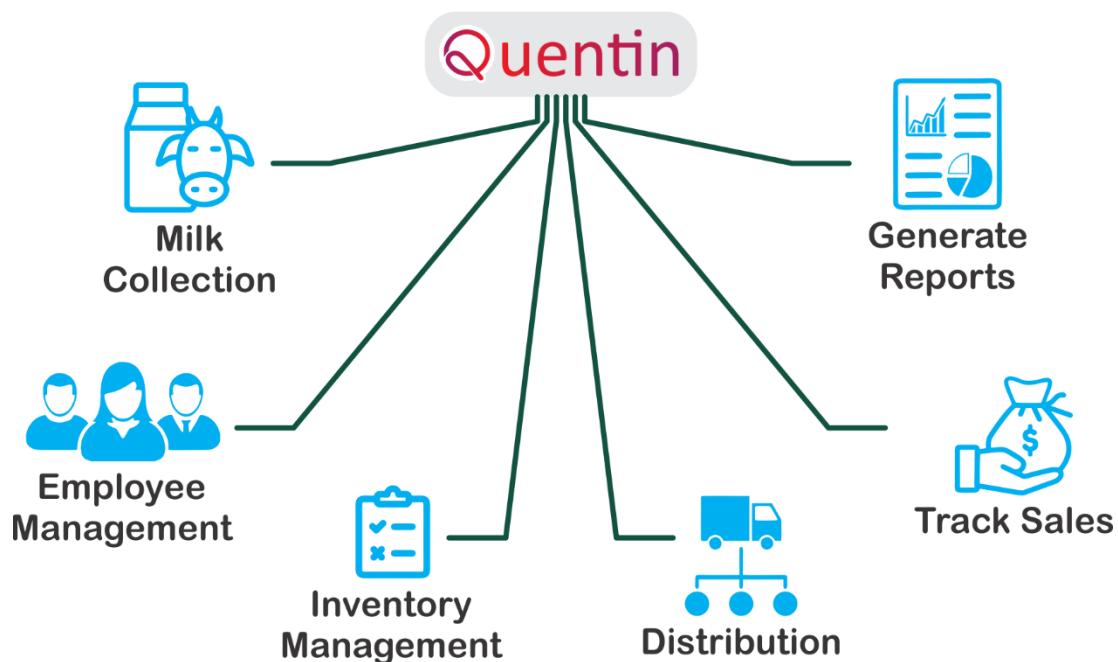 Quentin
Milk
Collection
Generate
Reports
Employee
Management
$
Track Sales
Inventory
Management
Distribution